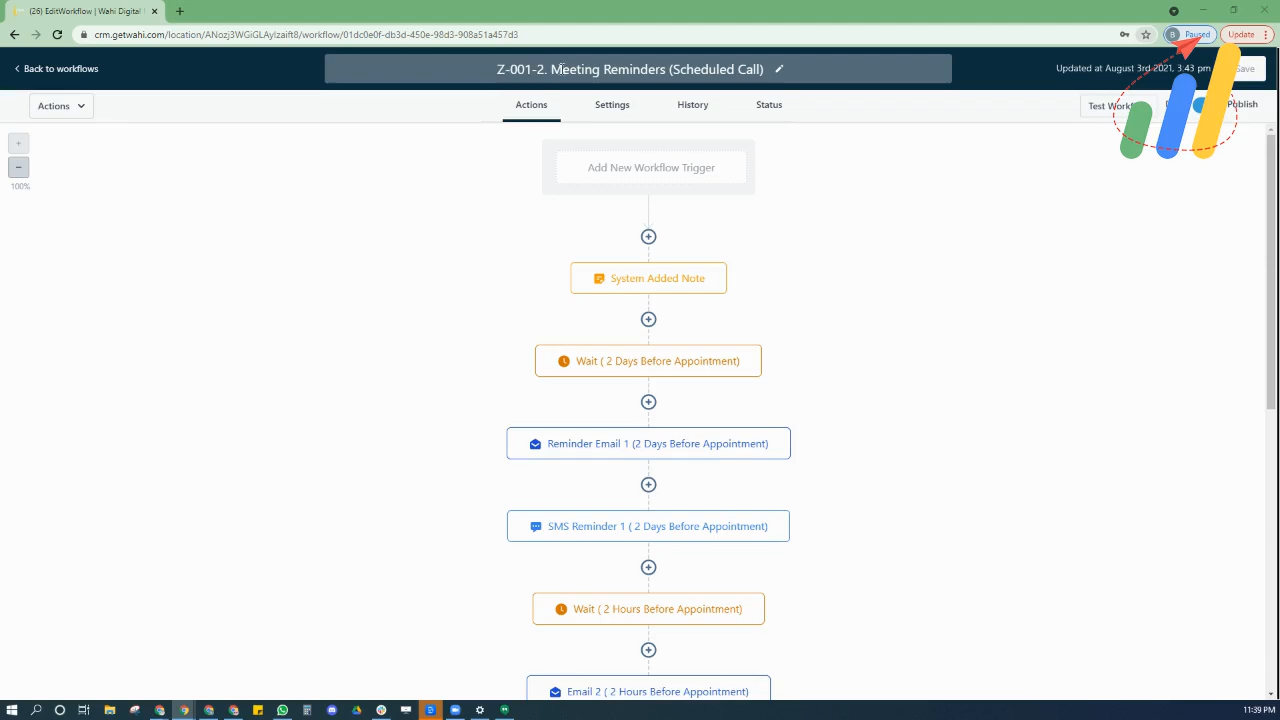 (26) EditWorkflow | Wahi Digital
crm.getwahi.com/location/ANozj3WGiGLAylzaift8/workflow/01dc0e0f-db3d-450e-98d3-908a51a457d3
B Paused
Update
Back to workflows
Z-001-2. Meeting Reminders (Scheduled Call)
Updated at August 3rd 2021, 3:43 pm
Save
Actions
Actions
Settings
History
Status
Test Workfl
Publish
100%
Add New Workflow Trigger
System Added Note
Wait ( 2 Days Before Appointment)
Reminder Email 1 (2 Days Before Appointment)
SMS Reminder 1 ( 2 Days Before Appointment)
Wait ( 2 Hours Before Appointment)
Email 2 ( 2 Hours Before Appointment)
11:39 PM